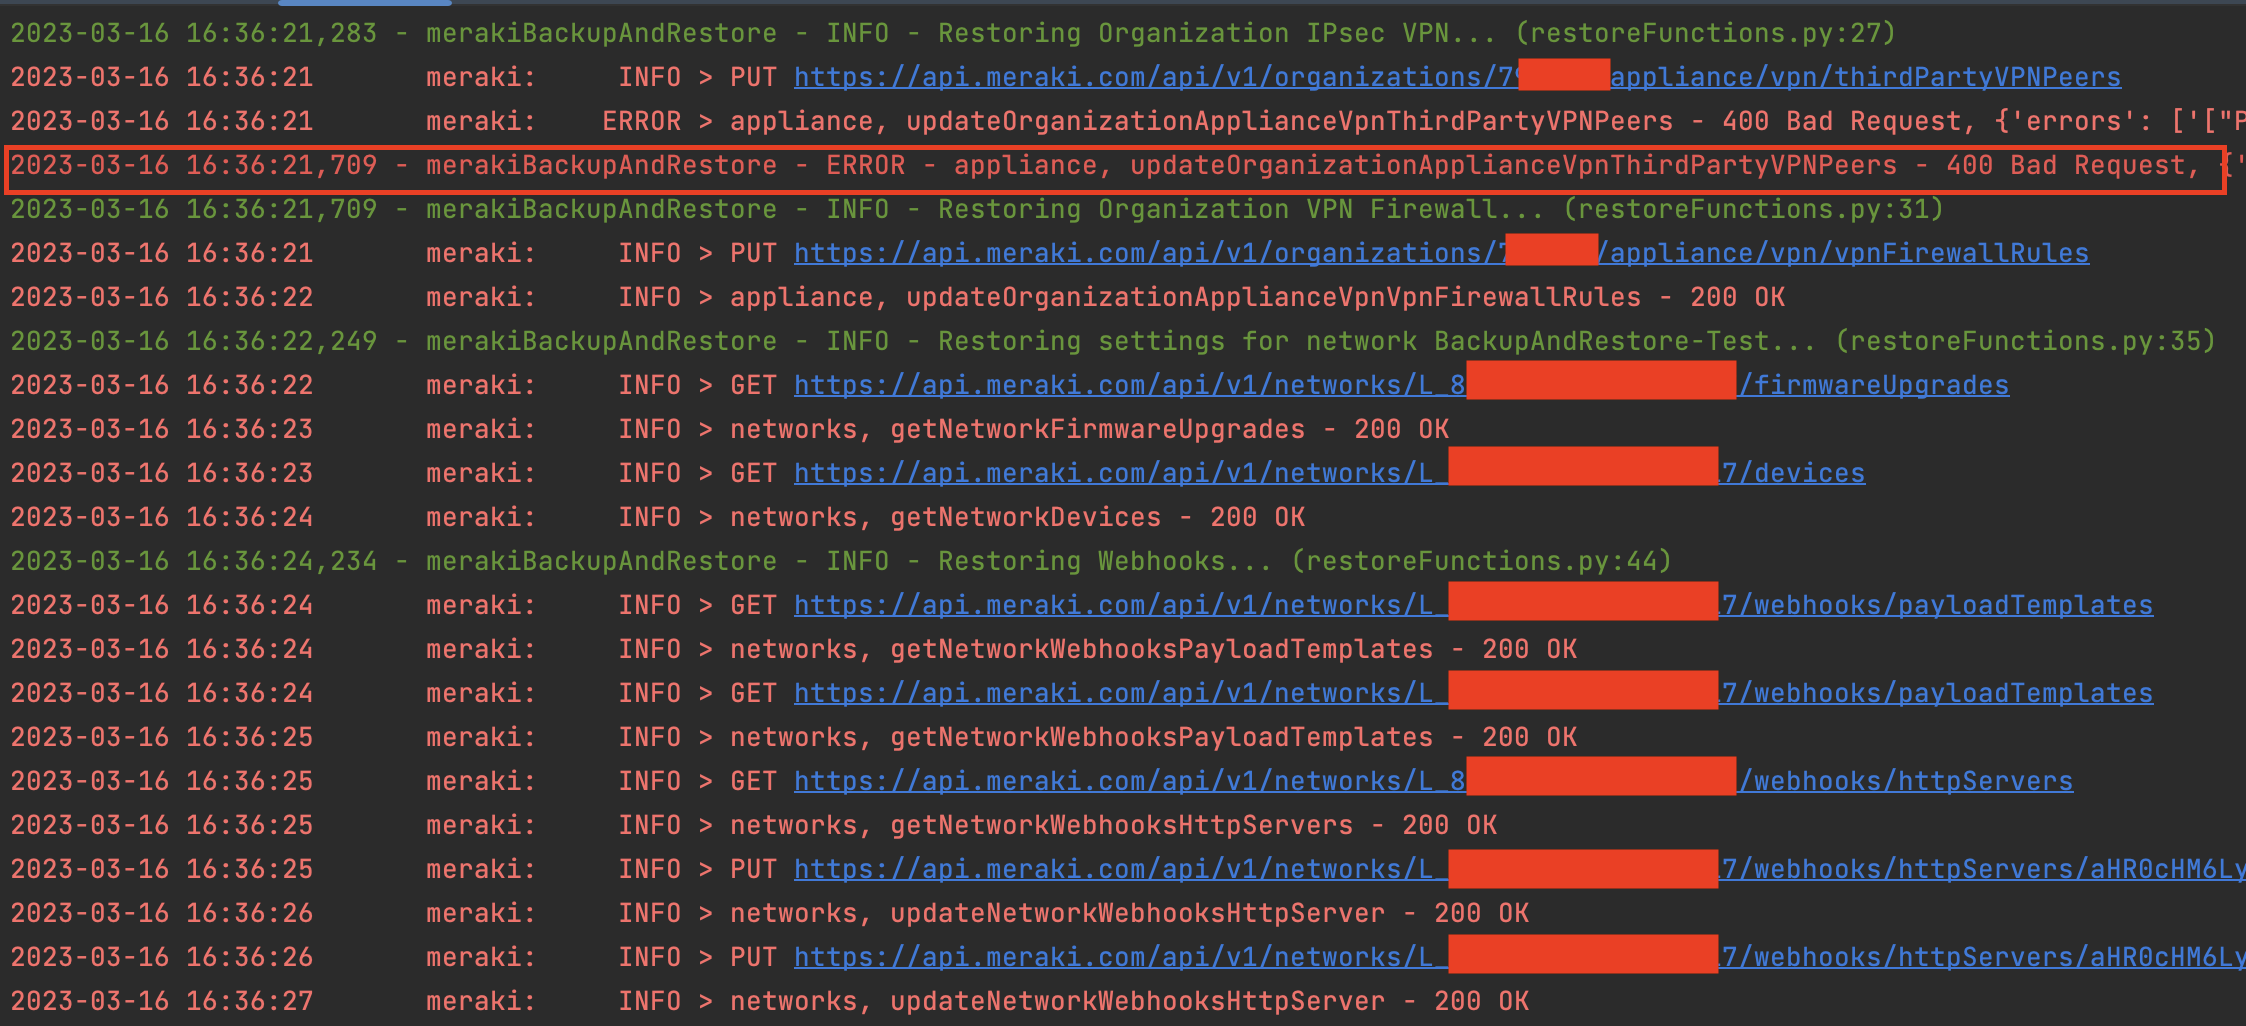 2023-03-16 16:36:21,283 - merakiBackupAndRestore - INFO - Restoring Organization IPsec VPN... (restoreFunctions.py:27)
2023-03-16 16:36:21 meraki: INFO > PUT https://api.meraki.com/api/v1/organizations/7 appliance/vpn/thirdPartyVPNPeers
2023-03-16 16:36:21 meraki: ERROR > appliance, updateOrganizationApplianceVpnThirdPartyVPNPeers - 400 Bad Request, {'errors': ['["P
2023-03-16 16:36:21,709 - merakiBackupAndRestore - ERROR - appliance, updateOrganizationApplianceVpnThirdPartyVPNPeers - 400 Bad Request, {'
2023-03-16 16:36:21,709 - merakiBackupAndRestore - INFO - Restoring Organization VPN Firewall... (restoreFunctions.py:31)
2023-03-16 16:36:21 meraki: INFO > PUT https://api.meraki.com/api/v1/organizations/7 /appliance/vpn/vpnFirewallRules
2023-03-16 16:36:22 meraki: INFO > appliance, updateOrganizationApplianceVpnVpnFirewallRules - 200 OK
2023-03-16 16:36:22,249 - merakiBackupAndRestore - INFO - Restoring settings for network BackupAndRestore-Test... (restoreFunctions.py:35)
2023-03-16 16:36:22 meraki: INFO > GET https://api.meraki.com/api/v1/networks/L_8 /firmwareUpgrades
2023-03-16 16:36:23 meraki: INFO > networks, getNetworkFirmwareUpgrades - 200 OK
2023-03-16 16:36:23 meraki: INFO > GET https://api.meraki.com/api/v1/networks/L_ 7/devices
2023-03-16 16:36:24 meraki: INFO > networks, getNetworkDevices - 200 OK
2023-03-16 16:36:24,234 - merakiBackupAndRestore - INFO - Restoring Webhooks... (restoreFunctions.py:44)
2023-03-16 16:36:24 meraki: INFO > GET https://api.meraki.com/api/v1/networks/L_ 7/webhooks/payloadTemplates
2023-03-16 16:36:24 meraki: INFO > networks, getNetworkWebhooksPayloadTemplates - 200 OK
2023-03-16 16:36:24 meraki: INFO > GET https://api.meraki.com/api/v1/networks/L_ 7/webhooks/payloadTemplates
2023-03-16 16:36:25 meraki: INFO > networks, getNetworkWebhooksPayloadTemplates - 200 OK
2023-03-16 16:36:25 meraki: INFO > GET https://api.meraki.com/api/v1/networks/L_8 /webhooks/httpServers
2023-03-16 16:36:25 meraki: INFO > networks, getNetworkWebhooksHttpServers - 200 OK
2023-03-16 16:36:25 meraki: INFO > PUT https://api.meraki.com/api/v1/networks/L_ 7/webhooks/httpServers/aHR0cHM6Ly
2023-03-16 16:36:26 meraki: INFO > networks, updateNetworkWebhooksHttpServer - 200 OK
2023-03-16 16:36:26 meraki: INFO > PUT https://api.meraki.com/api/v1/networks/L_ 7/webhooks/httpServers/aHR0cHM6Ly
2023-03-16 16:36:27 meraki: INFO > networks, updateNetworkWebhooksHttpServer - 200 OK